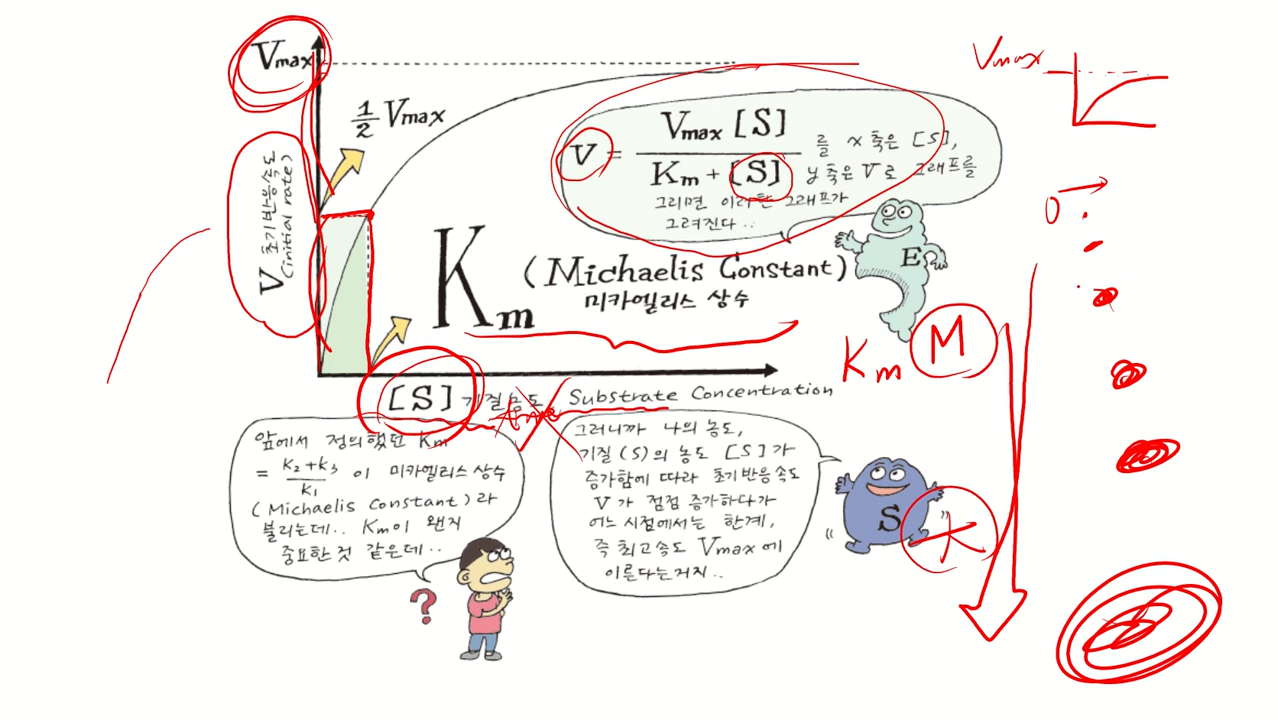 Vmax
1/2 Vmax
V 초기반응속도
(initial rate)
V = Vmax [S] / Km + [S] 를 x 축은 [S],
y 축은 V 로 그래프를
그리면 이러한 그래프가
그려진다..
E
Km (Michaelis Constant)
미카엘리스 상수
[S] 기질농도 Substrate Concentration
time
앞에서 정의했던 Km
= k2+k3 / k1 이 미카엘리스 상수
(Michaelis Constant)라
불리는데.. Km이 왠지
중요한 것 같은데..
?
그러니까 나의 농도,
기질(S)의 농도 [S]가
증가함에 따라 초기반응속도
V가 점점 증가하다가
어느 시점에서는 한계,
즉 최고속도 Vmax에
이른다는거지..
S
Vmax
Km M